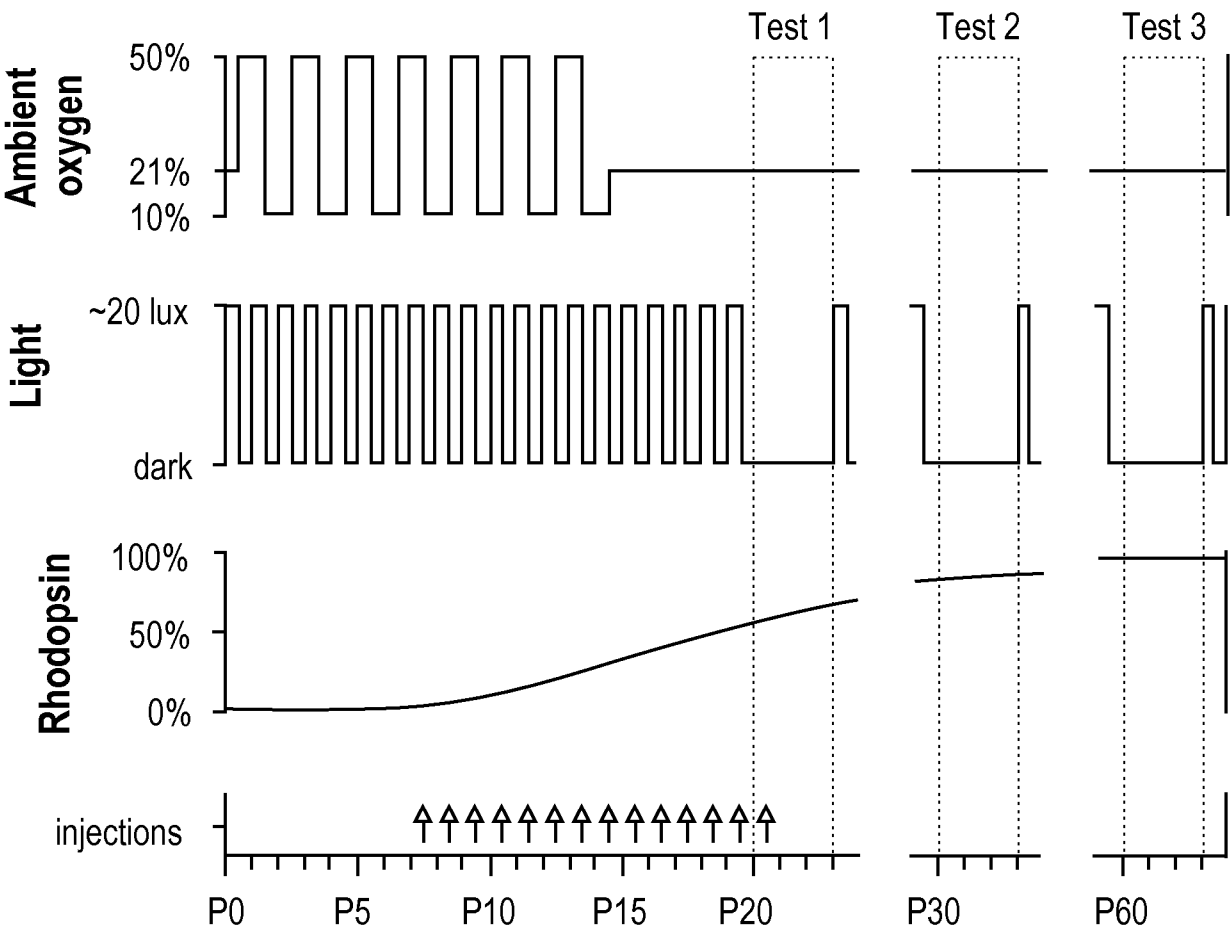 Test 1
Test 2
Test 3
Ambient
oxygen
50%
21%
10%
Light
~20 lux
dark
Rhodopsin
100%
50%
0%
injections
P0
P5
P10
P15
P20
P30
P60